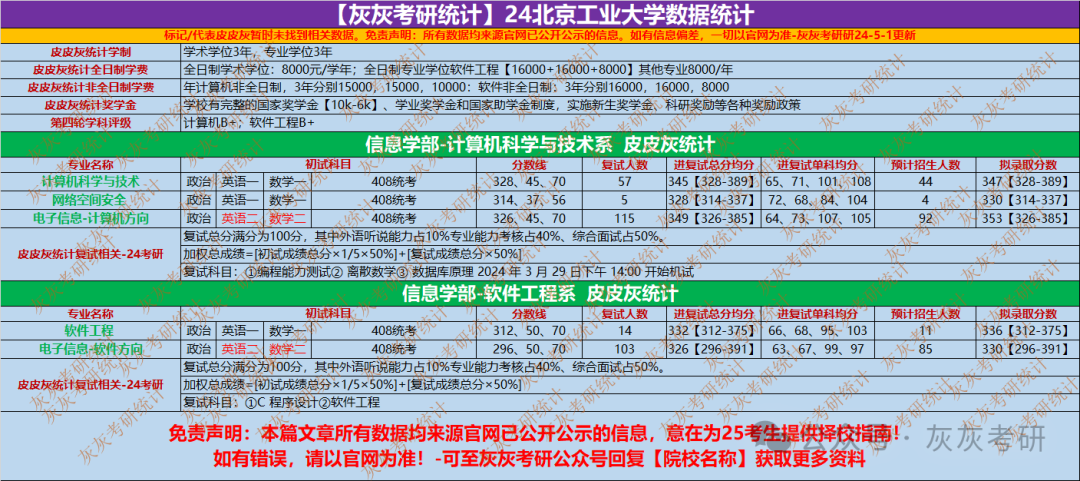 【灰灰考研统计】24北京工业大学数据统计
标记/代表皮皮灰暂时未找到相关数据。免责声明：所有数据均来源官网已公开公示的信息。如有信息偏差，一切以官网为准-灰灰考研研24-5-1更新
皮皮灰统计学制 学术学位3年，专业学位3年
皮皮灰统计全日制学费 全日制学术学位：8000元/学年；全日制专业学位软件工程【16000+16000+8000】其他专业8000/年
皮皮灰统计非全日制学费 年计算机非全日制，3年分别15000，15000，10000：软件非全日制：3年分别16000，16000，8000
皮皮灰统计奖学金 学校有完整的国家奖学金【10k-6k】、学业奖学金和国家助学金制度，实施新生奖学金、科研奖励等各种奖励政策
第四轮学科评级 计算机B+；软件工程B+
信息学部-计算机科学与技术系 皮皮灰统计
专业名称 初试科目 分数线 复试人数 进复试总分均分 进复试单科均分 预计招生人数 拟录取分数
计算机科学与技术 政治 英语一 数学一 408统考 328、45、70 57 345【328-389】 65、71、101、108 44 347【328-389】
网络空间安全 政治 英语一 数学一 408统考 314、37、56 5 328【314-337】 72、68、84、104 4 330【314-337】
电子信息-计算机方向 政治 英语二 数学二 408统考 326、45、70 115 349【326-385】 64、73、107、105 92 353【326-385】
皮皮灰统计复试相关-24考研
复试总分满分为100分，其中外语听说能力占10%专业能力考核占40%、综合面试占50%。
加权总成绩=[初试成绩总分×1/5×50%]+[复试成绩总分×50%]
复试科目：①编程能力测试② 离散数学③ 数据库原理 2024 年 3 月 29 日下午 14:00 开始机试
信息学部-软件工程系 皮皮灰统计
专业名称 初试科目 分数线 复试人数 进复试总分均分 进复试单科均分 预计招生人数 拟录取分数
软件工程 政治 英语一 数学一 408统考 312、50、70 14 332【312-375】 66、68、95、103 11 336【312-375】
电子信息-软件方向 政治 英语二 数学二 408统考 296、50、70 103 326【296-391】 63、67、99、97 85 330【296-391】
皮皮灰统计复试相关-24考研
复试总分满分为100分，其中外语听说能力占10%专业能力考核占40%、综合面试占50%。
加权总成绩=[初试成绩总分×1/5×50%]+[复试成绩总分×50%]
复试科目：①C 程序设计②软件工程
免责声明：本篇文章所有数据均来源官网已公开公示的信息，意在为25考生提供择校指南！
如有错误，请以官网为准！-可至灰灰考研公众号回复【院校名称】获取更多资料
公众号 · 灰灰考研
灰灰考研统计